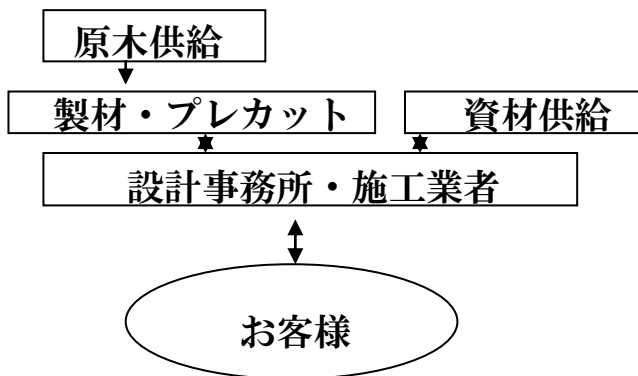 原木供給
製材・プレカット
資材供給
設計事務所・施工業者
お客様